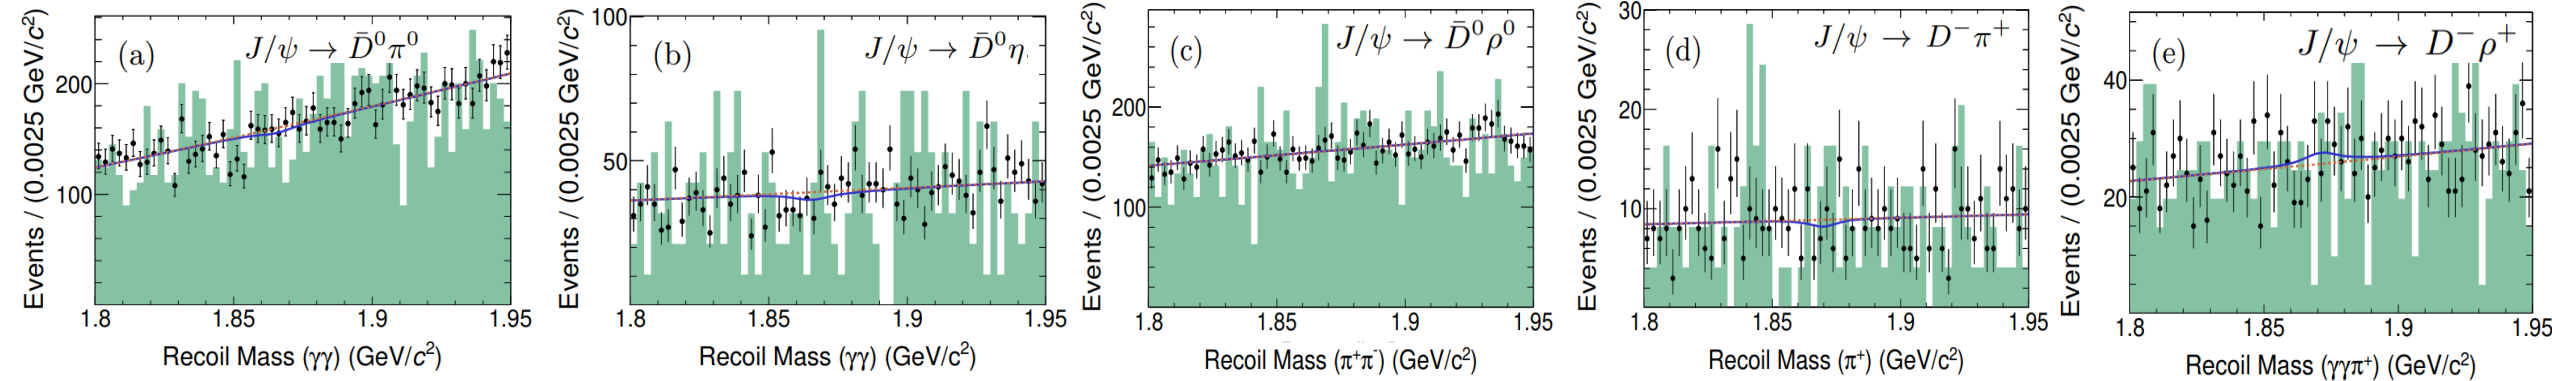 Events / (0.0025 GeV/c²)
(a) J/ψ → D̄⁰π⁰
200
100
1.8 1.85 1.9 1.95
Recoil Mass (γγ) (GeV/c²)
Events / (0.0025 GeV/c²)
(b) J/ψ → D̄⁰η
100
50
1.8 1.85 1.9 1.95
Recoil Mass (γγ) (GeV/c²)
Events / (0.0025 GeV/c²)
(c) J/ψ → D̄⁰ρ⁰
200
100
1.8 1.85 1.9 1.95
Recoil Mass (π⁺π⁻) (GeV/c²)
Events / (0.0025 GeV/c²)
(d) J/ψ → D⁻π⁺
30
20
10
1.8 1.85 1.9 1.95
Recoil Mass (π⁺) (GeV/c²)
Events / (0.0025 GeV/c²)
(e) J/ψ → D⁻ρ⁺
40
20
1.8 1.85 1.9 1.95
Recoil Mass (γγπ⁺) (GeV/c²)